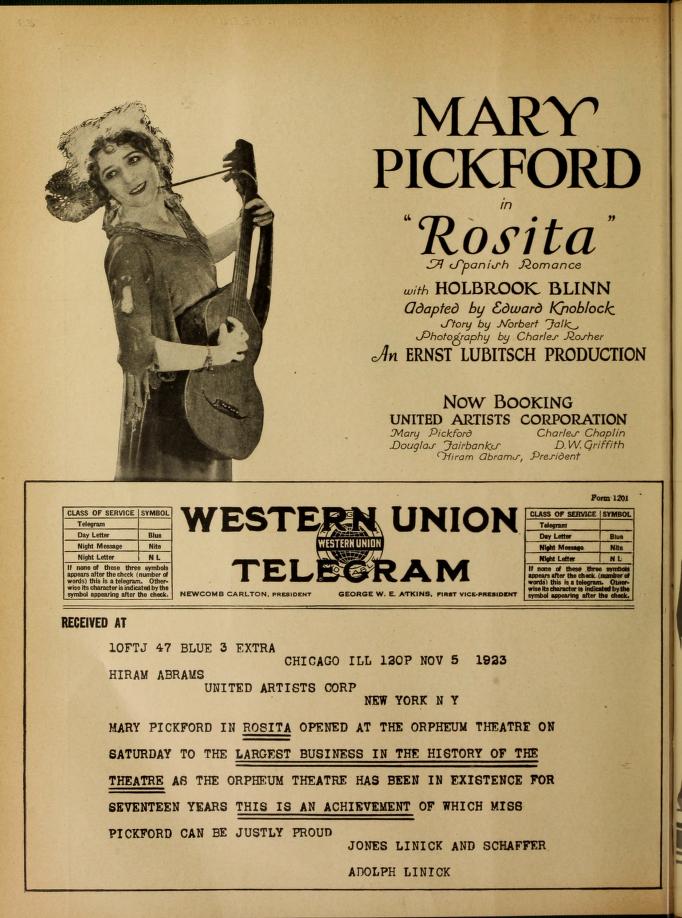 MARY
PICKFORD
in
"Rosita"
A Spanish Romance
with HOLBROOK BLINN
Adapted by Edward Knoblock
Story by Norbert Falk
Photography by Charles Rosher
An ERNST LUBITSCH PRODUCTION
NOW BOOKING
UNITED ARTISTS CORPORATION
Mary Pickford Charles Chaplin
Douglas Fairbanks D.W. Griffith
Hiram Abrams, President
Form 1201
CLASS OF SERVICE SYMBOL
Telegram
Day Letter Blue
Night Message Nite
Night Letter N L
If none of these three symbols
appears after the check (number of
words) this is a telegram. Other-
wise its character is indicated by the
symbol appearing after the check.
WESTERN UNION
WESTERN UNION
TELEGRAM
NEWCOMB CARLTON, PRESIDENT GEORGE W. E. ATKINS, FIRST VICE-PRESIDENT
CLASS OF SERVICE SYMBOL
Telegram
Day Letter Blue
Night Message Nite
Night Letter N L
If none of these three symbols
appears after the check (number of
words) this is a telegram. Other-
wise its character is indicated by the
symbol appearing after the check.
RECEIVED AT
10FTJ 47 BLUE 3 EXTRA
CHICAGO ILL 120P NOV 5 1923
HIRAM ABRAMS
UNITED ARTISTS CORP
NEW YORK N Y
MARY PICKFORD IN ROSITA OPENED AT THE ORPHEUM THEATRE ON
SATURDAY TO THE LARGEST BUSINESS IN THE HISTORY OF THE
THEATRE AS THE ORPHEUM THEATRE HAS BEEN IN EXISTENCE FOR
SEVENTEEN YEARS THIS IS AN ACHIEVEMENT OF WHICH MISS
PICKFORD CAN BE JUSTLY PROUD
JONES LINICK AND SCHAFFER
ADOLPH LINICK